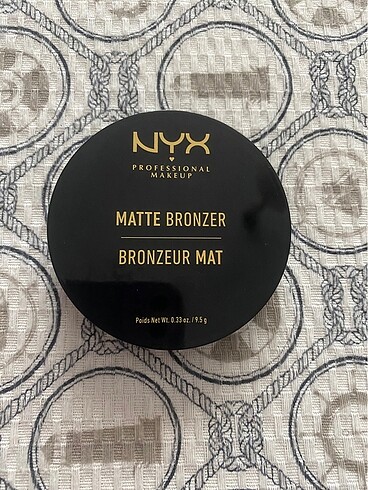 NYX
PROFESSIONAL
MAKEUP
MATTE BRONZER
BRONZEUR MAT
Poids Net Wt. 0.33 oz. / 9.5 g